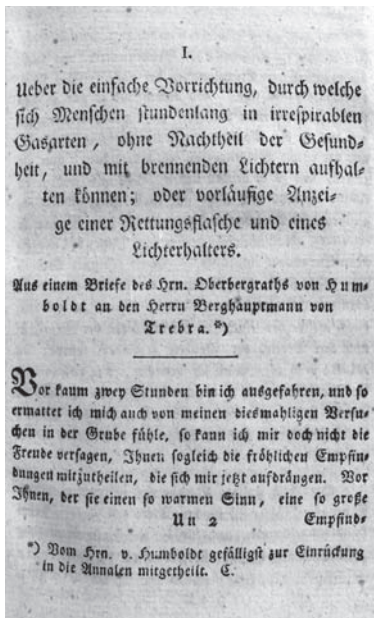 I.
Ueber die einfache Vorrichtung, durch welche
sich Menschen stundenlang in irrespirablen
Gasarten, ohne Nachtheil der Gesund-
heit, und mit brennenden Lichtern aufhal-
ten können; oder vorläufige Anzei-
ge einer Rettungsflasche und eines
Lichterhalters.
Aus einem Briefe des Hrn. Oberbergraths von Hum-
boldt an den Herrn Berghauptmann von
Trebra. *)
Vor kaum zwey Stunden bin ich ausgefahren, und so
ermattet ich mich auch von meinen diesmahligen Versu-
chen in der Grube fühle, so kann ich mir doch nicht die
Freude versagen, Ihnen sogleich die fröhlichen Empfin-
dungen mitzutheilen, die sich mir jetzt aufdrängen. Vor
Ihnen, der sie einen so warmen Sinn, eine so große
Uu 2 Empfind-
*) Vom Hrn. v. Humboldt gefälligst zur Einrückung
in die Annalen mitgetheilt. C.